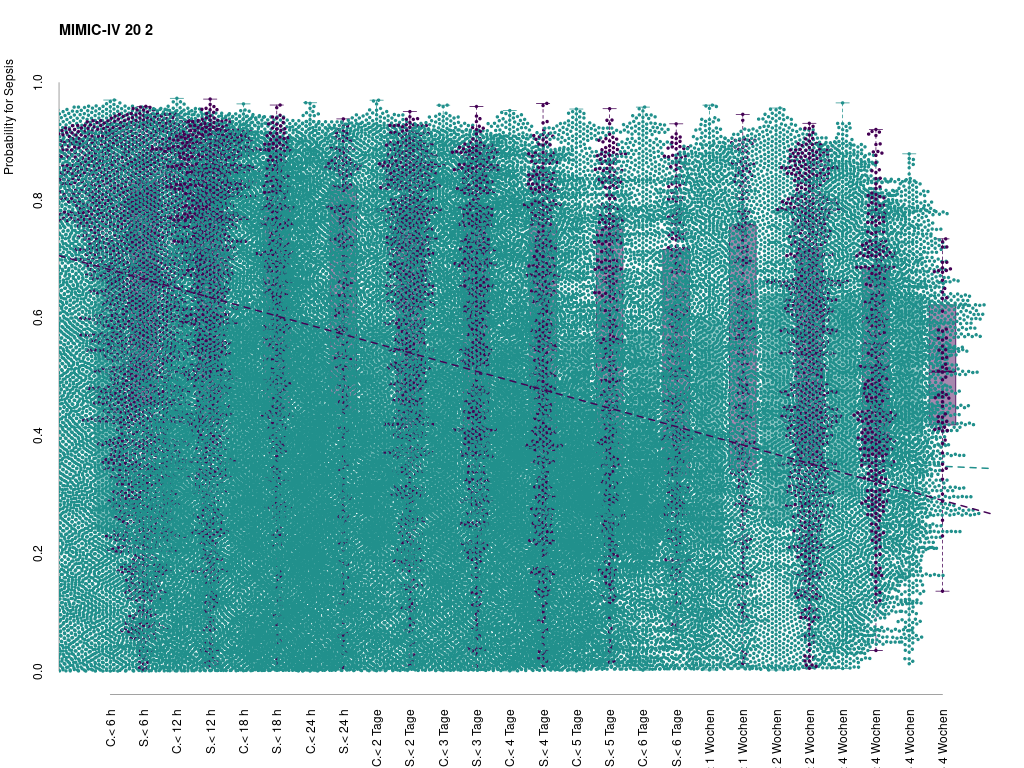 MIMIC-IV 20 2
Probability for Sepsis
1.0
0.8
0.6
0.4
0.2
0.0
C.< 6 h
S.< 6 h
C.< 12 h
S.< 12 h
C.< 18 h
S.< 18 h
C.< 24 h
S.< 24 h
C.< 2 Tage
S.< 2 Tage
C.< 3 Tage
S.< 3 Tage
C.< 4 Tage
S.< 4 Tage
C.< 5 Tage
S.< 5 Tage
C.< 6 Tage
S.< 6 Tage
1 Wochen
1 Wochen
2 Wochen
2 Wochen
4 Wochen
4 Wochen
4 Wochen
4 Wochen